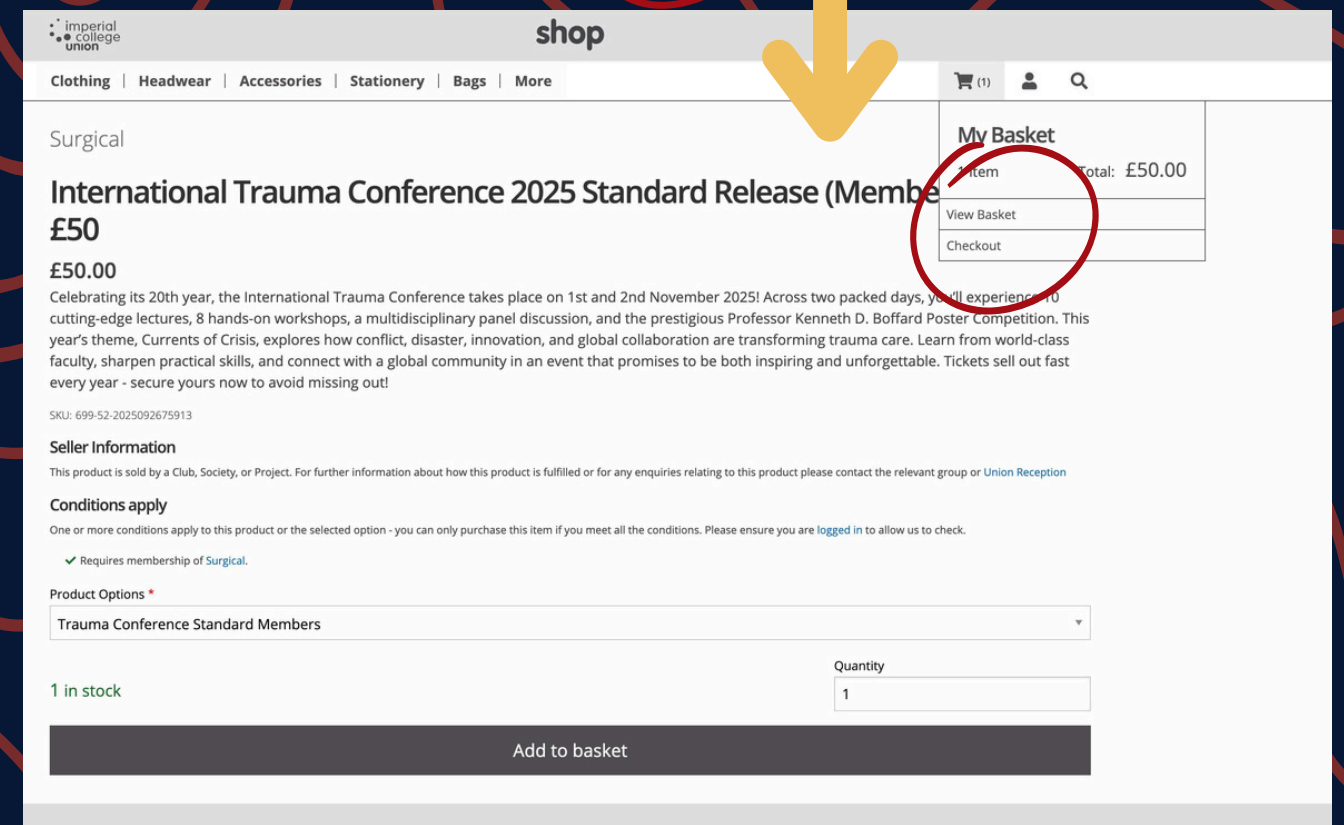 imperial
college
union
shop
Clothing | Headwear | Accessories | Stationery | Bags | More
(1)
My Basket
1 item Total: £50.00
View Basket
Checkout
Surgical
International Trauma Conference 2025 Standard Release (Membe
£50
£50.00
Celebrating its 20th year, the International Trauma Conference takes place on 1st and 2nd November 2025! Across two packed days, you'll experience 10
cutting-edge lectures, 8 hands-on workshops, a multidisciplinary panel discussion, and the prestigious Professor Kenneth D. Boffard Poster Competition. This
year's theme, Currents of Crisis, explores how conflict, disaster, innovation, and global collaboration are transforming trauma care. Learn from world-class
faculty, sharpen practical skills, and connect with a global community in an event that promises to be both inspiring and unforgettable. Tickets sell out fast
every year - secure yours now to avoid missing out!
SKU: 699-52-2025092675913
Seller Information
This product is sold by a Club, Society, or Project. For further information about how this product is fulfilled or for any enquiries relating to this product please contact the relevant group or Union Reception
Conditions apply
One or more conditions apply to this product or the selected option - you can only purchase this item if you meet all the conditions. Please ensure you are logged in to allow us to check.
Requires membership of Surgical.
Product Options *
Trauma Conference Standard Members
Quantity
1 in stock
1
Add to basket